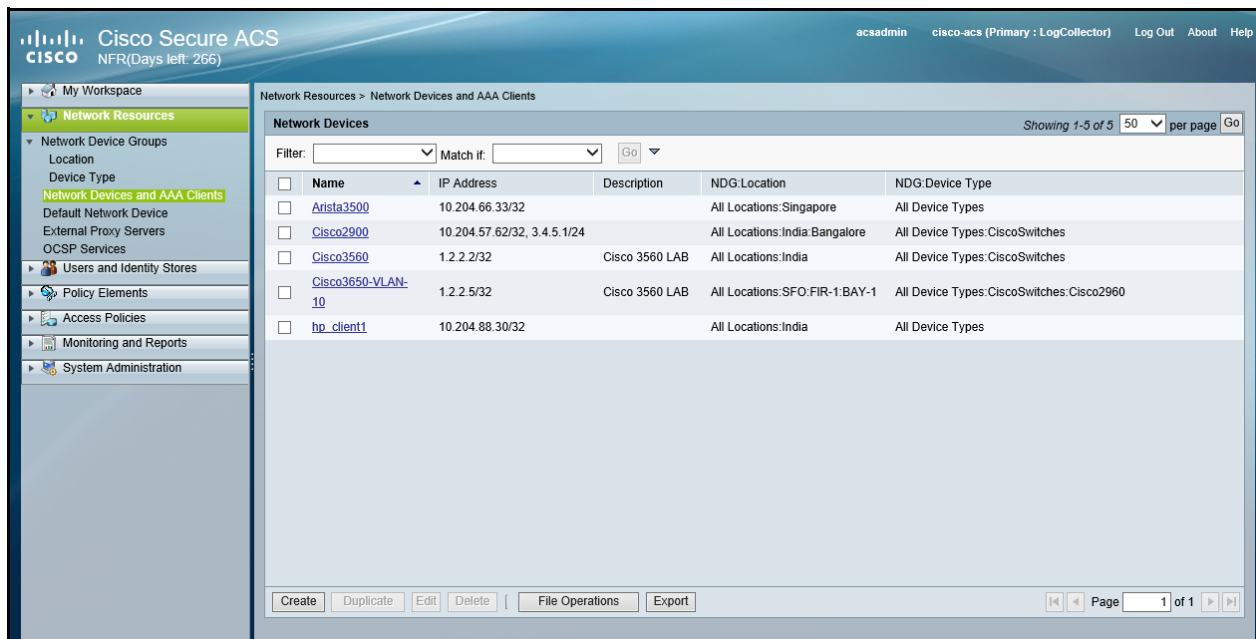 CISCO
Cisco Secure ACS
NFR(Days left: 266)
acsadmin cisco-acs (Primary : LogCollector) Log Out About Help
My Workspace
Network Resources
Network Device Groups
Location
Device Type
Network Devices and AAA Clients
Default Network Device
External Proxy Servers
OCSP Services
Users and Identity Stores
Policy Elements
Access Policies
Monitoring and Reports
System Administration
Network Resources > Network Devices and AAA Clients
Network Devices Showing 1-5 of 5 50 per page Go
Filter: Match if: Go
Name IP Address Description NDG:Location NDG:Device Type
Arista3500 10.204.66.33/32 All Locations:Singapore All Device Types
Cisco2900 10.204.57.62/32, 3.4.5.1/24 All Locations:India:Bangalore All Device Types:CiscoSwitches
Cisco3560 1.2.2.2/32 Cisco 3560 LAB All Locations:India All Device Types:CiscoSwitches
Cisco3650-VLAN-
10 1.2.2.5/32 Cisco 3560 LAB All Locations:SFO:FIR-1:BAY-1 All Device Types:CiscoSwitches:Cisco2960
hp_client1 10.204.88.30/32 All Locations:India All Device Types
Create Duplicate Edit Delete | File Operations Export Page 1 of 1